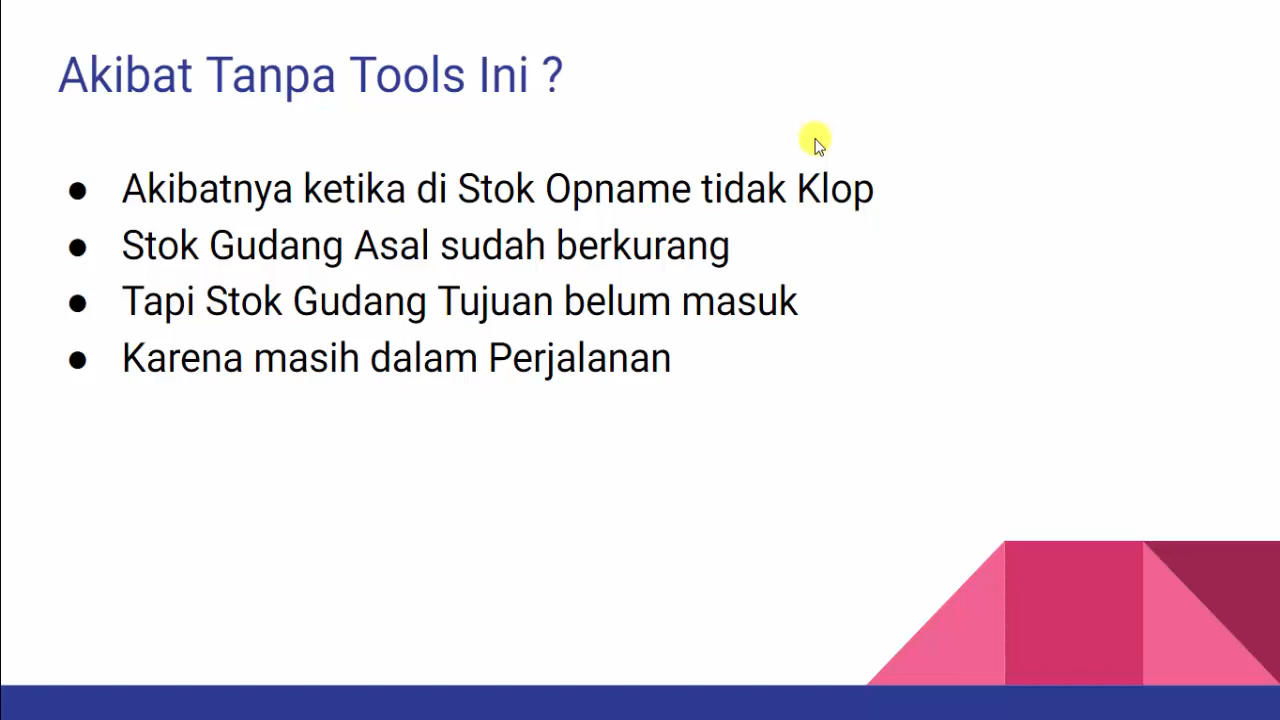 Akibat Tanpa Tools Ini ?
● Akibatnya ketika di Stok Opname tidak Klop
● Stok Gudang Asal sudah berkurang
● Tapi Stok Gudang Tujuan belum masuk
● Karena masih dalam Perjalanan